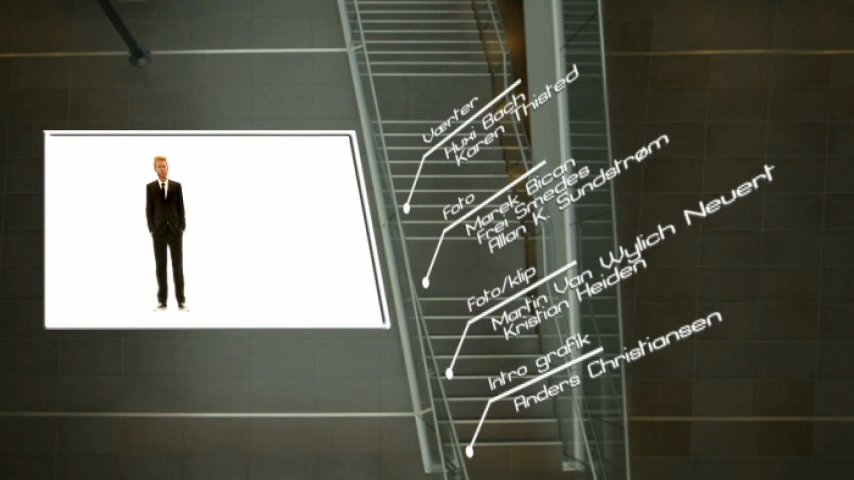 Værter
Huxi Bach
Karen Thisted
Foto
Marek Bican
Frei Smedes
Allan K. Sundstrøm
Foto/klip
Martin Van Wylich Neuert
Kristian Heiden
Intro grafik
Anders Christiansen